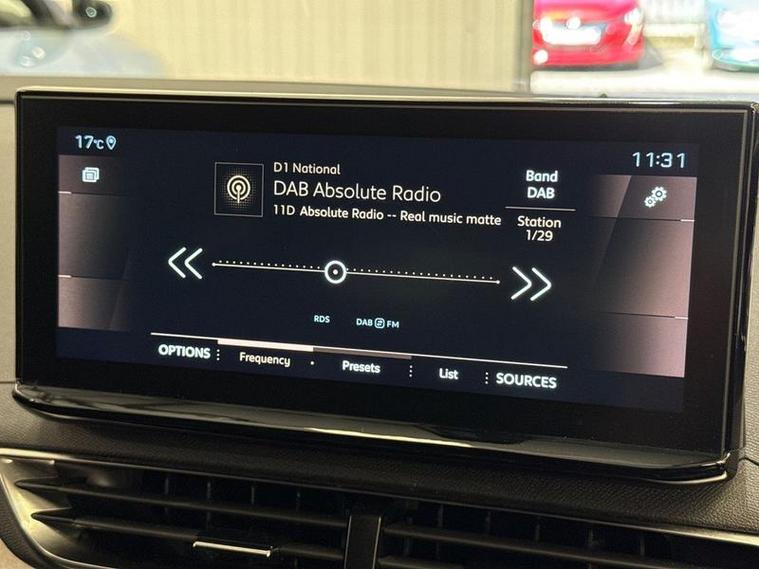 17°C
11:31
D1 National
DAB Absolute Radio
11D Absolute Radio -- Real music matte
Band
DAB
Station
1/29
RDS
DAB FM
OPTIONS
Frequency
Presets
List
SOURCES